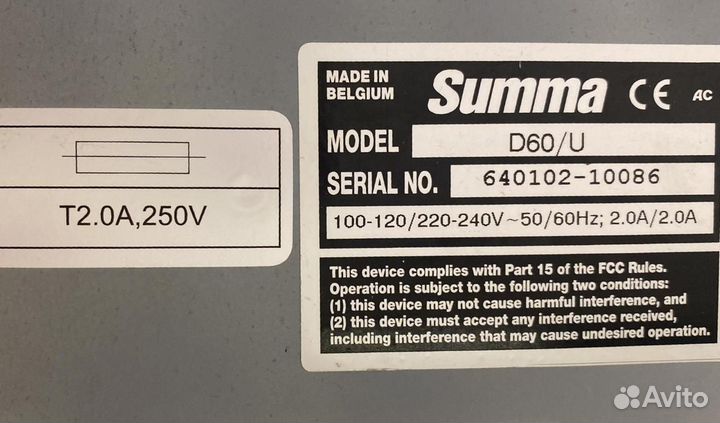 T2.0A,250V
MADE IN
BELGIUM
Summa CE AC
MODEL D60/U
SERIAL NO. 640102-10086
100-120/220-240V~50/60Hz; 2.0A/2.0A
This device complies with Part 15 of the FCC Rules.
Operation is subject to the following two conditions:
(1) this device may not cause harmful interference, and
(2) this device must accept any interference received,
including interference that may cause undesired operation.
Avito